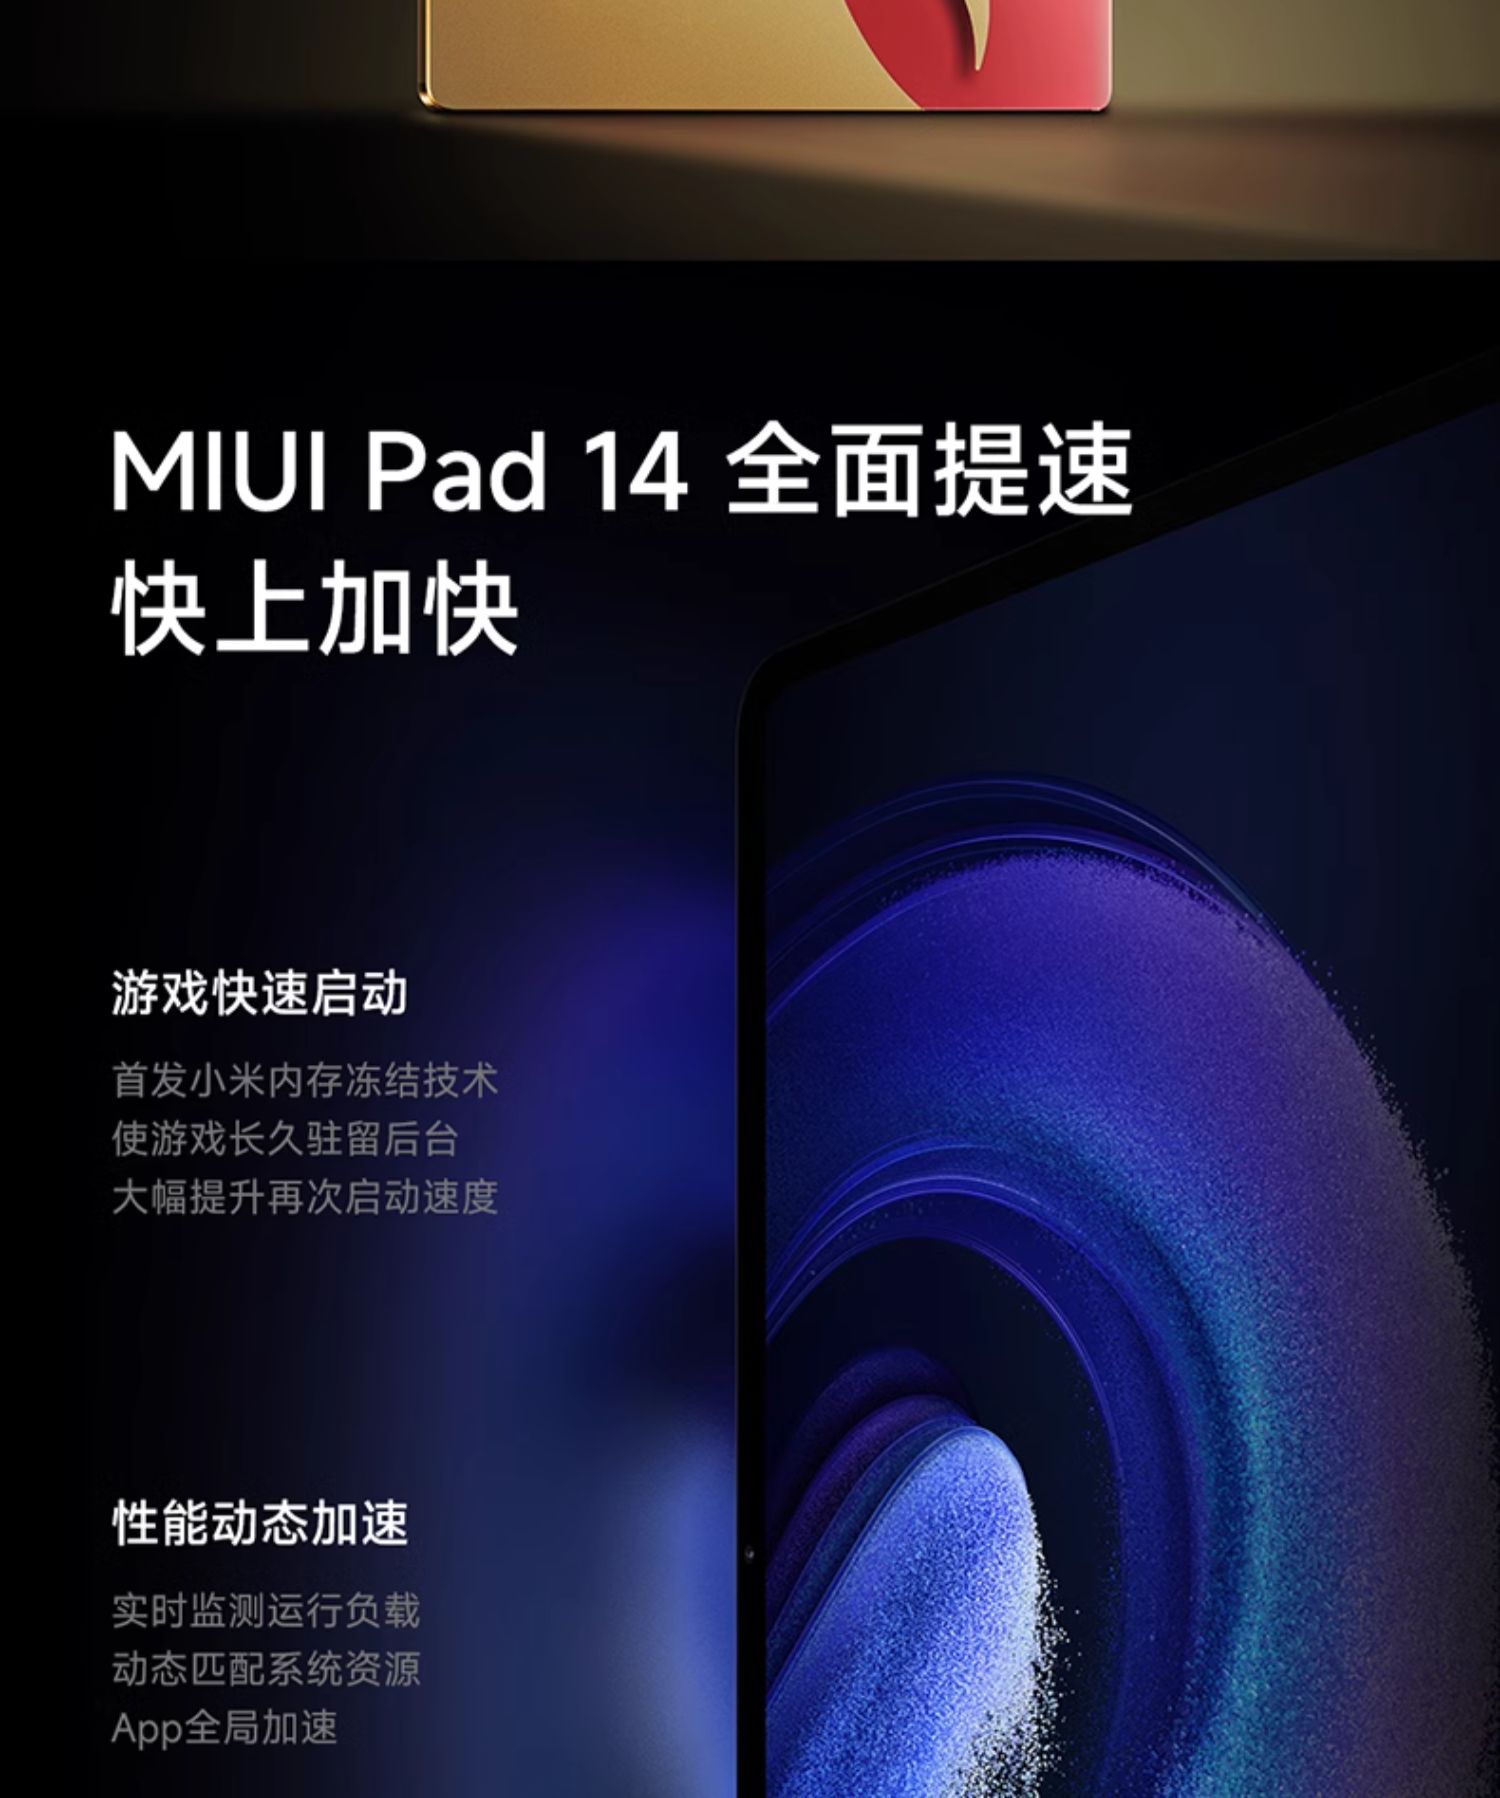 MIUI Pad 14 全面提速
快上加快
游戏快速启动
首发小米内存冻结技术
使游戏长久驻留后台
大幅提升再次启动速度
性能动态加速
实时监测运行负载
动态匹配系统资源
App全局加速